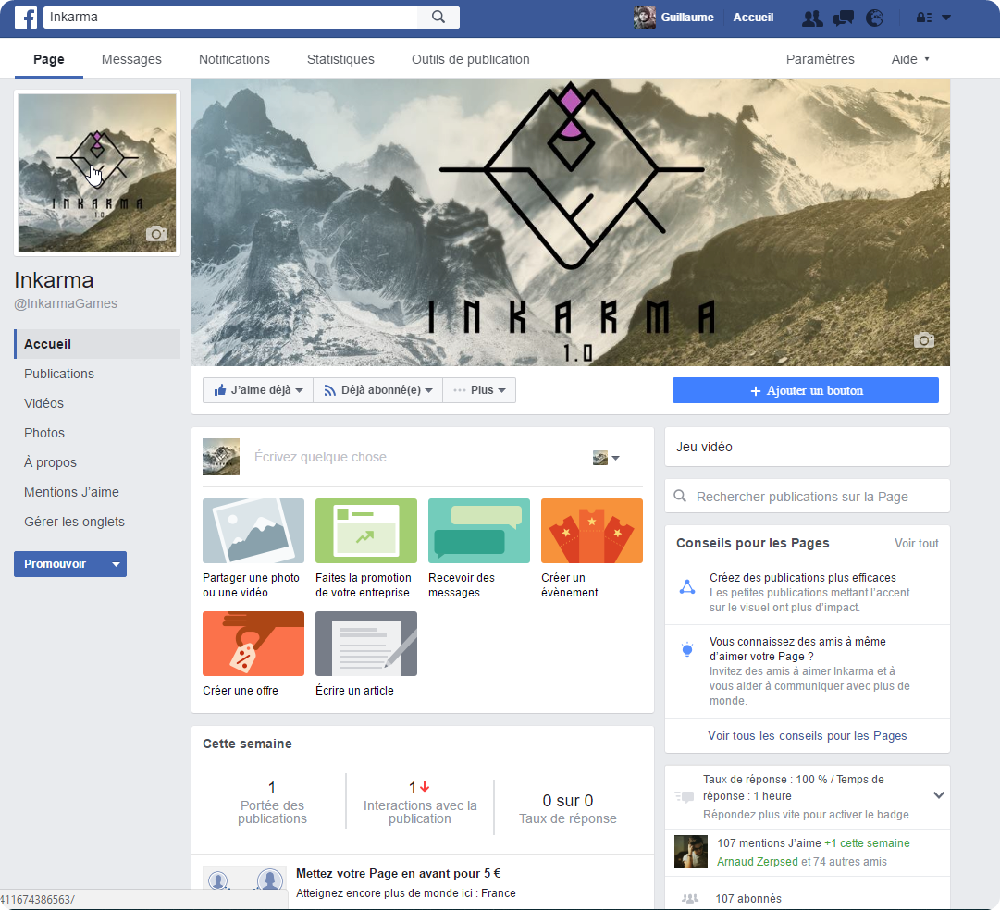 Inkarma
Guillaume
Accueil
Page
Messages
Notifications
Statistiques
Outils de publication
Paramètres
Aide
INKARMA
1.0
INKARMA
1.0
Inkarma
@InkarmaGames
Accueil
Publications
Vidéos
Photos
À propos
Mentions J’aime
Gérer les onglets
Promouvoir
J’aime déjà
Déjà abonné(e)
Plus
+ Ajouter un bouton
Écrivez quelque chose...
Partager une photo
ou une vidéo
Faites la promotion
de votre entreprise
Recevoir des
messages
Créer un
évènement
Créer une offre
Écrire un article
Cette semaine
1
Portée des
publications
1
Interactions avec la
publication
0 sur 0
Taux de réponse
Mettez votre Page en avant pour 5 €
Atteignez encore plus de monde ici : France
Jeu vidéo
Rechercher publications sur la Page
Conseils pour les Pages
Voir tout
Créez des publications plus efficaces
Les petites publications mettant l’accent
sur le visuel ont plus d’impact.
Vous connaissez des amis à même
d’aimer votre Page ?
Invitez des amis à aimer Inkarma et à
vous aider à communiquer avec plus de
monde.
Voir tous les conseils pour les Pages
Taux de réponse : 100 % / Temps de
réponse : 1 heure
Répondez plus vite pour activer le badge
107 mentions J’aime +1 cette semaine
Arnaud Zerpsed et 74 autres amis
107 abonnés
411674386563/